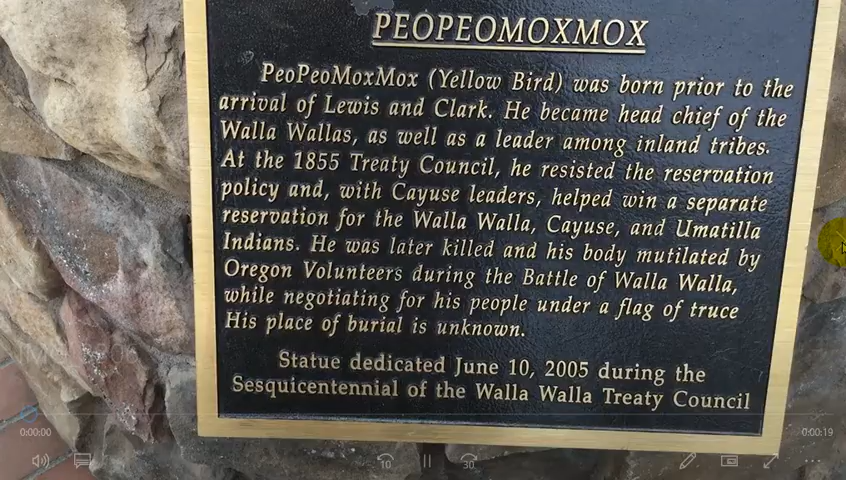 PEOPEOMOXMOX
PeoPeoMoxMox (Yellow Bird) was born prior to the
arrival of Lewis and Clark. He became head chief of the
Walla Wallas, as well as a leader among inland tribes.
At the 1855 Treaty Council, he resisted the reservation
policy and, with Cayuse leaders, helped win a separate
reservation for the Walla Walla, Cayuse, and Umatilla
Indians. He was later killed and his body mutilated by
Oregon Volunteers during the Battle of Walla Walla,
while negotiating for his people under a flag of truce
His place of burial is unknown.
Statue dedicated June 10, 2005 during the
Sesquicentennial of the Walla Walla Treaty Council
0:00:00
0:00:19
10
30